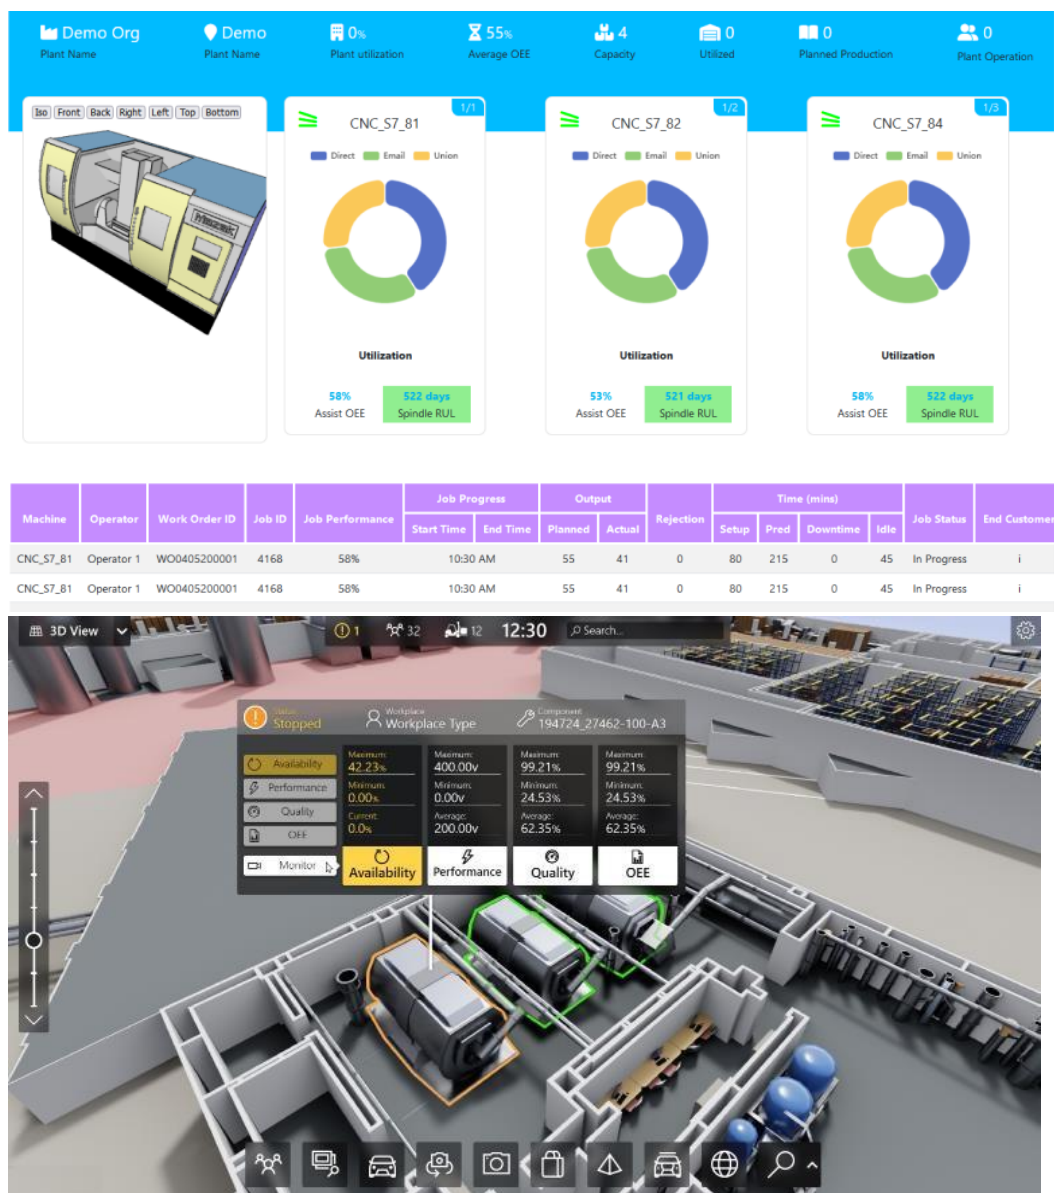 Demo Org
Plant Name
Demo
Plant Name
0%
Plant utilization
55%
Average OEE
4
Capacity
0
Utilized
0
Planned Production
0
Plant Operation
Iso Front Back Right Left Top Bottom
Mazak
1/1
CNC_S7_81
Direct Email Union
Utilization
58%
Assist OEE
522 days
Spindle RUL
1/2
CNC_S7_82
Direct Email Union
Utilization
53%
Assist OEE
521 days
Spindle RUL
1/3
CNC_S7_84
Direct Email Union
Utilization
58%
Assist OEE
522 days
Spindle RUL
Machine Operator Work Order ID Job ID Job Performance Job Progress Output Rejection Time (mins) Job Status End Customer
Start Time End Time Planned Actual Setup Pred Downtime Idle
CNC_S7_81 Operator 1 WO0405200001 4168 58% 10:30 AM 55 41 0 80 215 0 45 In Progress i
CNC_S7_81 Operator 1 WO0405200001 4168 58% 10:30 AM 55 41 0 80 215 0 45 In Progress i
3D View 1 32 12 12:30 Search...
Status
Stopped
Workplace
Workplace Type
Component
194724_27462-100-A3
Availability
Performance
Quality
OEE
Monitor
Maximum:
42.23%
Minimum:
0.00%
Current:
0.0%
Availability
Maximum:
400.00v
Minimum:
0.00v
Average:
200.00v
Performance
Maximum:
99.21%
Minimum:
24.53%
Average:
62.35%
Quality
Maximum:
99.21%
Minimum:
24.53%
Average:
62.35%
OEE